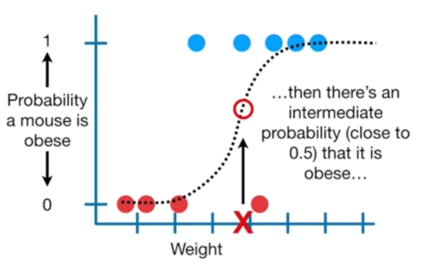 1
Probability
a mouse is
obese
0
...then there's an
intermediate
probability (close to
0.5) that it is
obese...
X
Weight